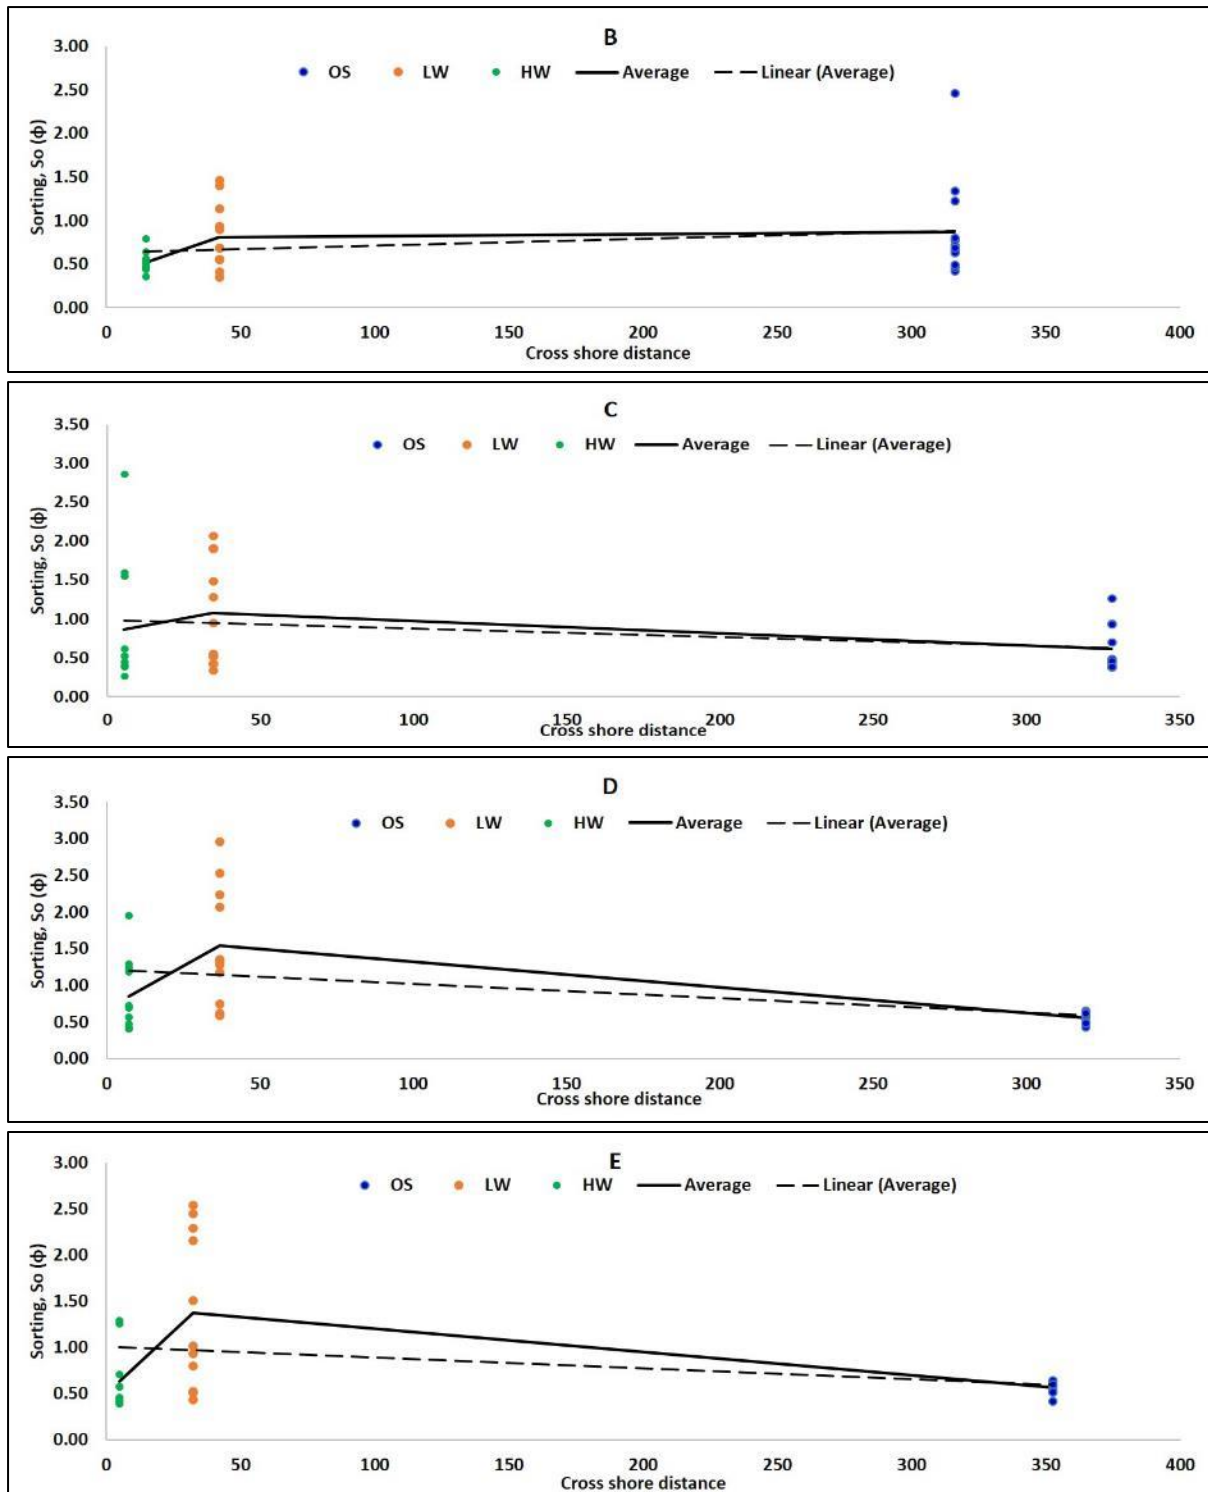 B
OS LW HW Average Linear (Average)
3.00
2.50
2.00
1.50
1.00
0.50
0.00
Sorting, So (ф)
0 50 100 150 200 250 300 350 400
Cross shore distance
C
OS LW HW Average Linear (Average)
3.50
3.00
2.50
2.00
1.50
1.00
0.50
0.00
Sorting, So (ф)
0 50 100 150 200 250 300 350
Cross shore distance
D
OS LW HW Average Linear (Average)
3.50
3.00
2.50
2.00
1.50
1.00
0.50
0.00
Sorting, So (ф)
0 50 100 150 200 250 300 350
Cross shore distance
E
OS LW HW Average Linear (Average)
3.00
2.50
2.00
1.50
1.00
0.50
0.00
Sorting, So (ф)
0 50 100 150 200 250 300 350 400
Cross shore distance